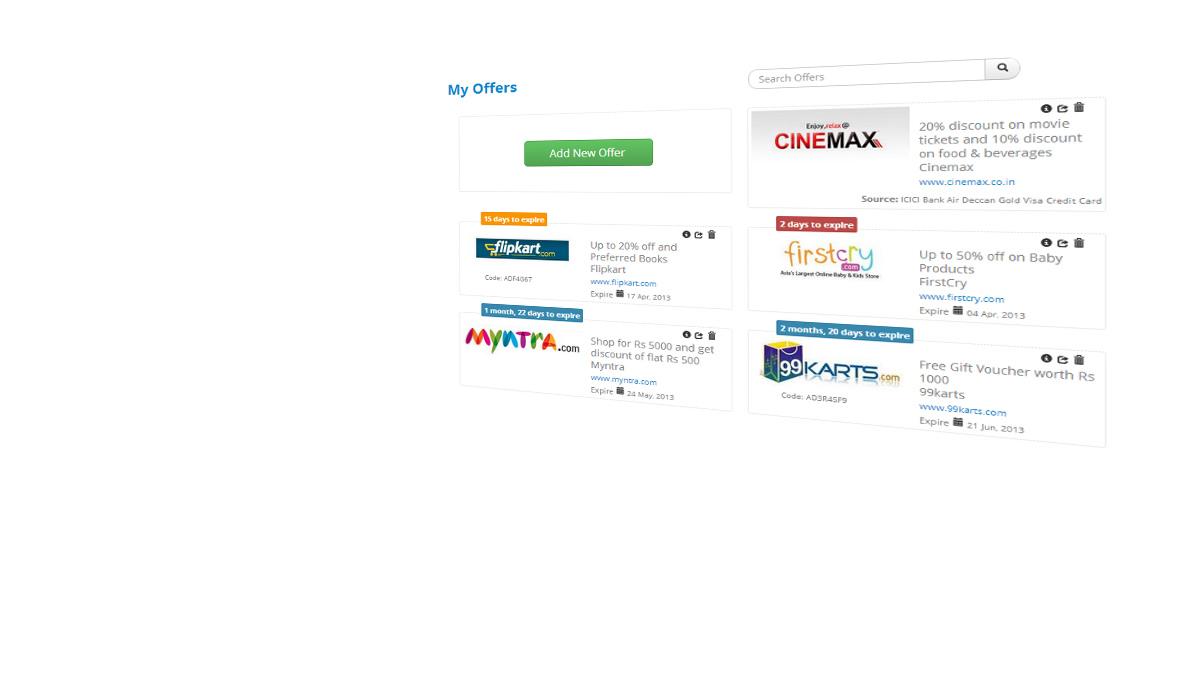 My Offers
Search Offers
Add New Offer
Enjoy,relax @
CINEMAX
20% discount on movie
tickets and 10% discount
on food & beverages
Cinemax
www.cinemax.co.in
Source: ICICI Bank Air Deccan Gold Visa Credit Card
15 days to expire
flipkart.com
Code: ADF4G67
Up to 20% off and
Preferred Books
Flipkart
www.flipkart.com
Expire 17 Apr, 2013
2 days to expire
firstcry
.com
Asia's Largest Online Baby & Kids Store
Up to 50% off on Baby
Products
FirstCry
www.firstcry.com
Expire 04 Apr, 2013
1 month, 22 days to expire
MYNTRA.com
Shop for Rs 5000 and get
discount of flat Rs 500
Myntra
www.myntra.com
Expire 24 May, 2013
2 months, 20 days to expire
99KARTS.com
Code: AD3R45F9
Free Gift Voucher worth Rs
1000
99karts
www.99karts.com
Expire 21 Jun, 2013